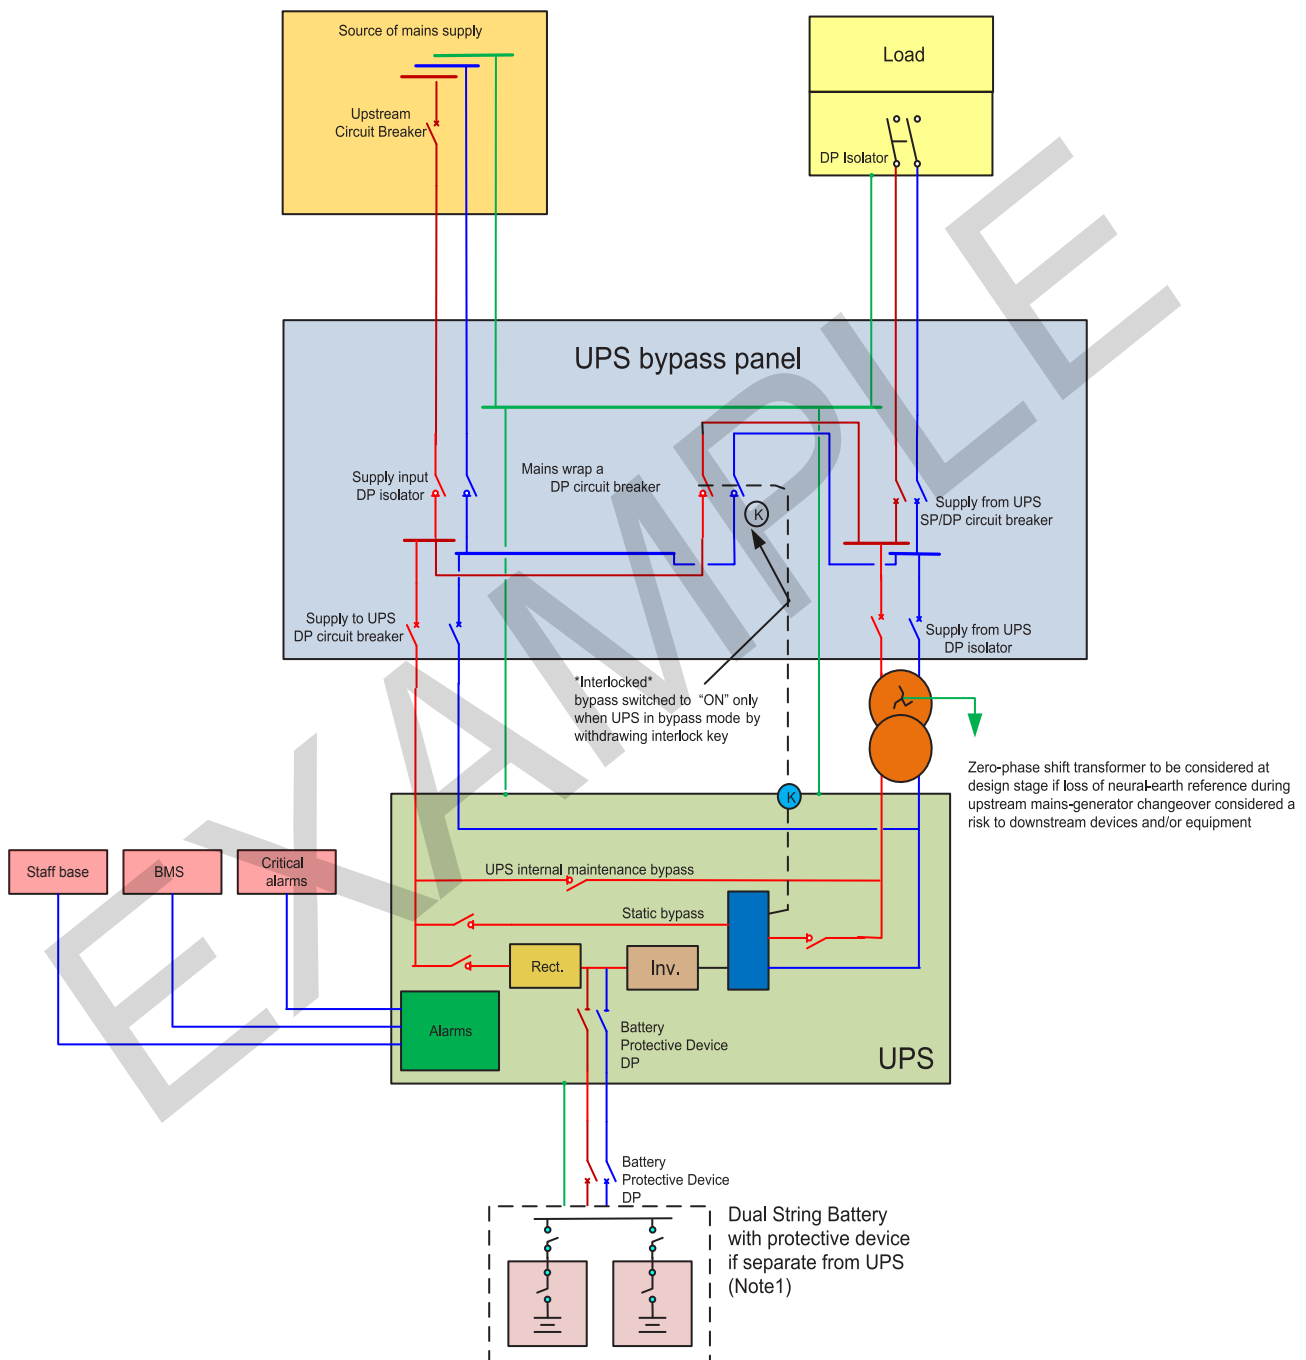 Source of mains supply
Upstream
Circuit Breaker
Load
DP Isolator
UPS bypass panel
Supply input
DP isolator
Mains wrap a
DP circuit breaker
K
Supply from UPS
SP/DP circuit breaker
Supply to UPS
DP circuit breaker
Supply from UPS
DP isolator
*Interlocked*
bypass switched to “ON” only
when UPS in bypass mode by
withdrawing interlock key
Zero-phase shift transformer to be considered at
design stage if loss of neural-earth reference during
upstream mains-generator changeover considered a
risk to downstream devices and/or equipment
K
Staff base
BMS
Critical
alarms
UPS internal maintenance bypass
Static bypass
Rect.
Inv.
Alarms
Battery
Protective Device
DP
UPS
Battery
Protective Device
DP
Dual String Battery
with protective device
if separate from UPS
(Note1)
EXAMPLE